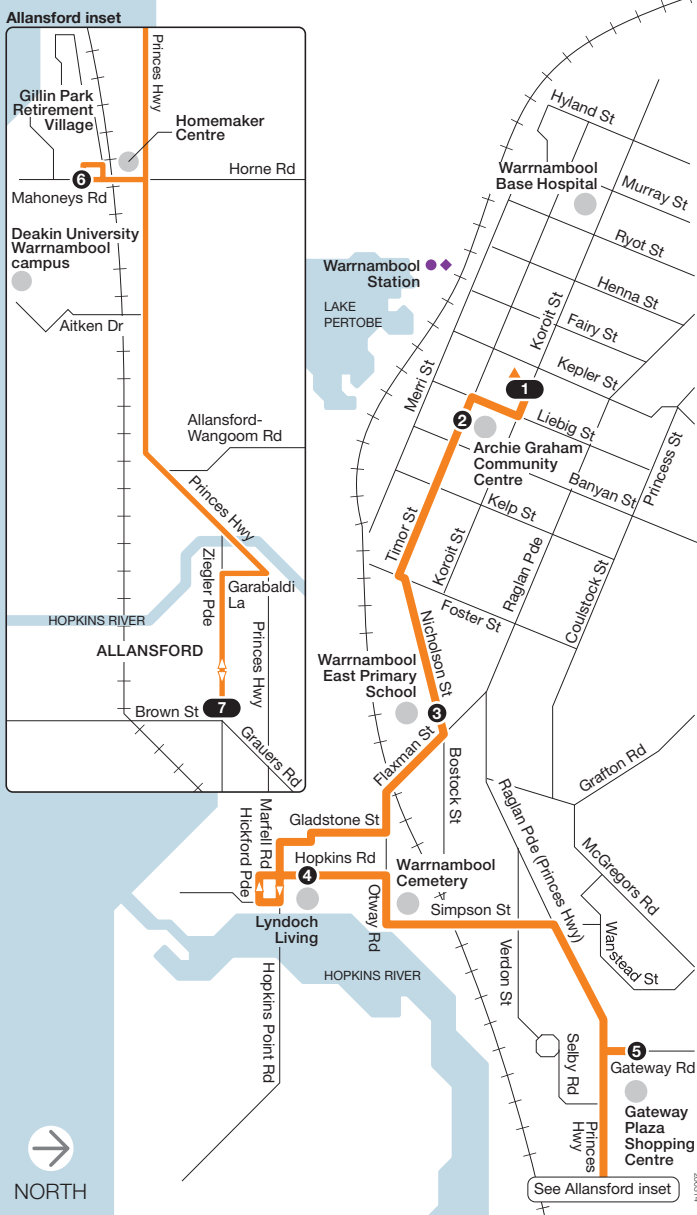 Allansford inset
Princes Hwy
Gillin Park
Retirement
Village
Homemaker
Centre
Horne Rd
6
Mahoneys Rd
Deakin University
Warrnambool
campus
Aitken Dr
Allansford-
Wangoom Rd
Princes Hwy
Ziegler Pde
Garabaldi
La
HOPKINS RIVER
ALLANSFORD
Princes Hwy
Brown St
7
Grauers Rd
Hyland St
Warrnambool
Base Hospital
Murray St
Ryot St
Warrnambool
Station
Henna St
LAKE
PERTOBE
Koroit St
Fairy St
Kepler St
Merri St
1
2
Liebig St
Archie Graham
Community
Centre
Princess St
Banyan St
Kelp St
Timor St
Koroit St
Raglan Pde
Coulstock St
Foster St
Nicholson St
Warrnambool
East Primary
School
3
Flaxman St
Bostock St
Grafton Rd
Raglan Pde (Princes Hwy)
McGregors Rd
Gladstone St
Marfell Rd
Hickford Pde
Hopkins Rd
4
Warrnambool
Cemetery
Otway Rd
Simpson St
Lyndoch
Living
Wanstead St
Verdon St
HOPKINS RIVER
Hopkins Point Rd
Selby Rd
5
Gateway Rd
Gateway
Plaza
Shopping
Centre
Princes
Hwy
NORTH
See Allansford inset